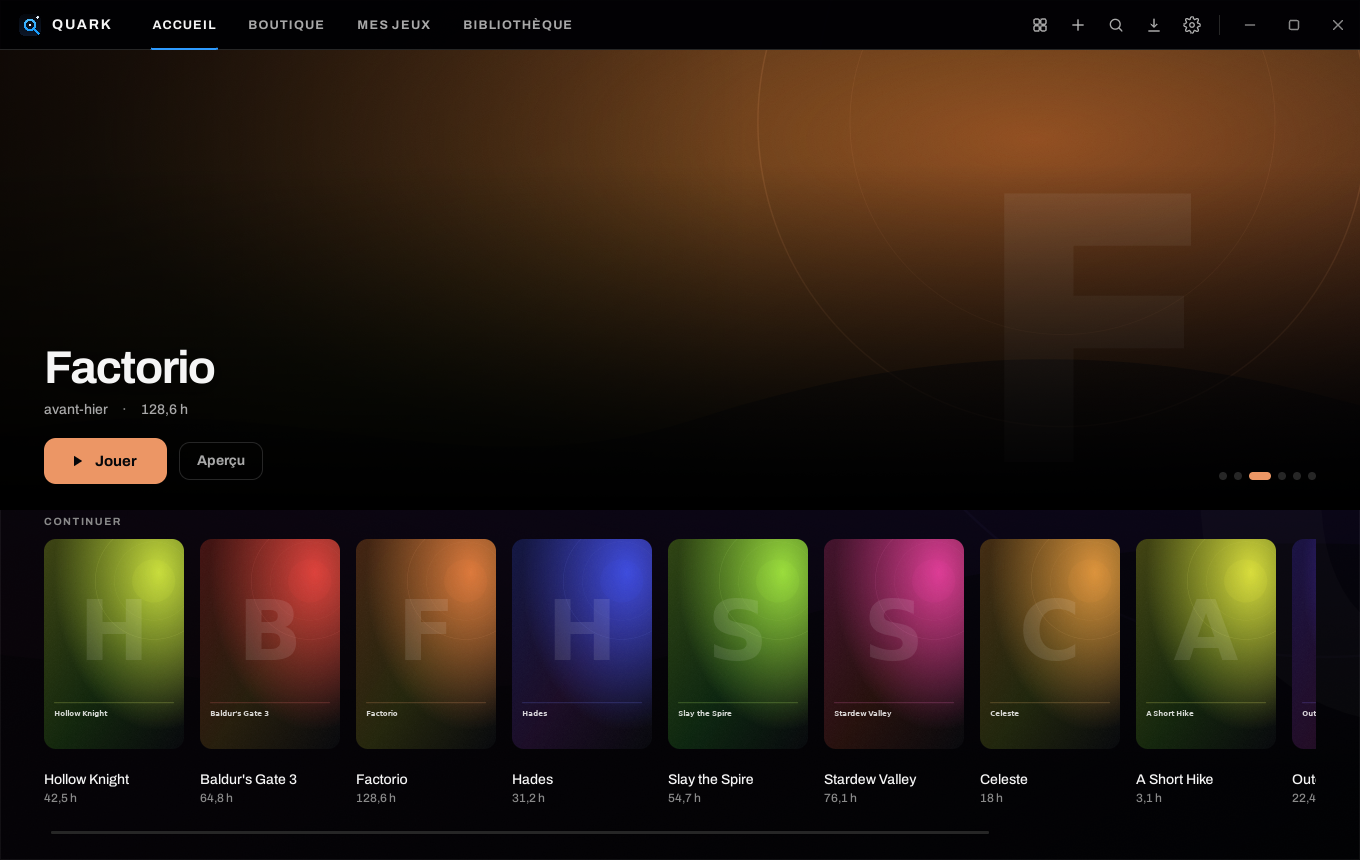 QUARK
ACCUEIL
BOUTIQUE
MES JEUX
BIBLIOTHÈQUE
F
Factorio
avant-hier · 128,6 h
Jouer
Aperçu
CONTINUER
H
B
F
H
S
S
C
A
Hollow Knight
Baldur's Gate 3
Factorio
Hades
Slay the Spire
Stardew Valley
Celeste
A Short Hike
Out
Hollow Knight
Baldur's Gate 3
Factorio
Hades
Slay the Spire
Stardew Valley
Celeste
A Short Hike
42,5 h
64,8 h
128,6 h
31,2 h
54,7 h
76,1 h
18 h
3,1 h
22,4